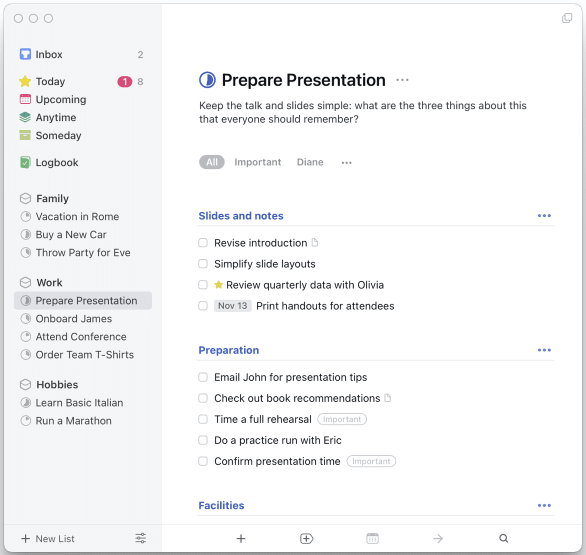 Inbox 2
Today 1 8
Upcoming
Anytime
Someday
Logbook
Family
Vacation in Rome
Buy a New Car
Throw Party for Eve
Work
Prepare Presentation
Onboard James
Attend Conference
Order Team T-Shirts
Hobbies
Learn Basic Italian
Run a Marathon
+ New List
Prepare Presentation ···
Keep the talk and slides simple: what are the three things about this
that everyone should remember?
All Important Diane ···
Slides and notes ···
Revise introduction
Simplify slide layouts
Review quarterly data with Olivia
Nov 13 Print handouts for attendees
Preparation ···
Email John for presentation tips
Check out book recommendations
Time a full rehearsal Important
Do a practice run with Eric
Confirm presentation time Important
Facilities ···